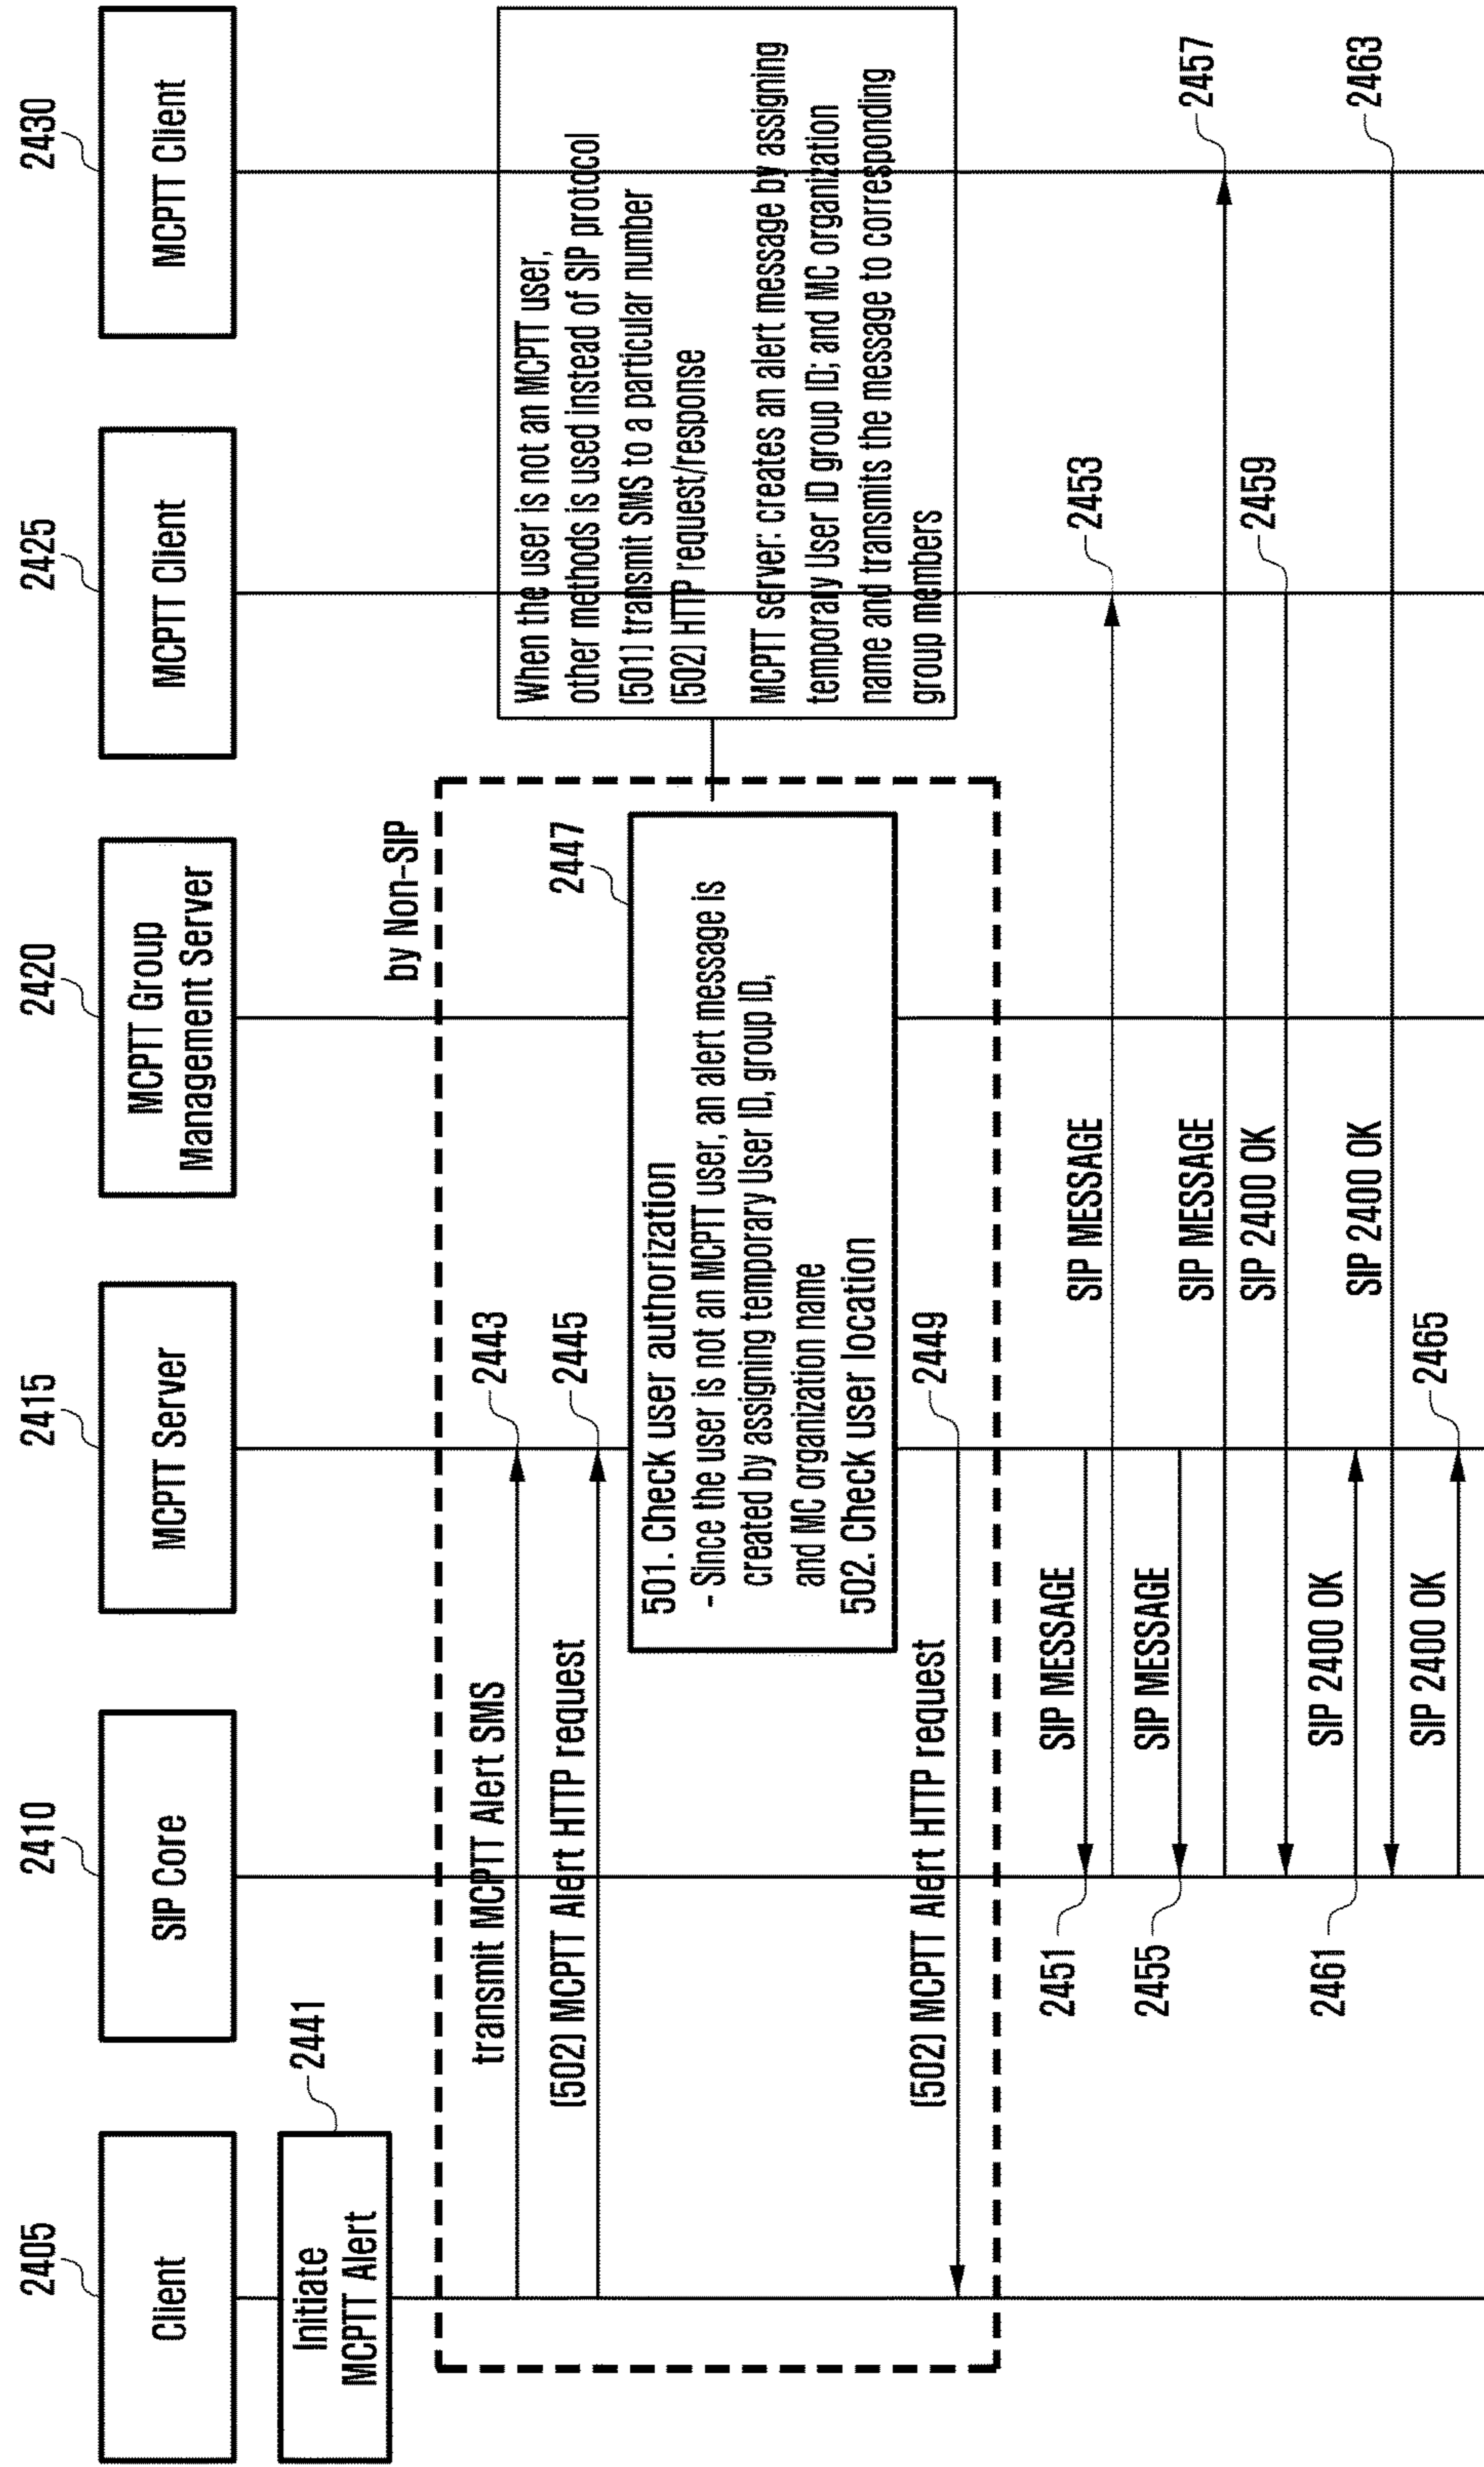 2405
2410
2415
2420
2425
2430
Client
SIP Core
MCPTT Server
MCPTT Group
Management Server
MCPTT Client
MCPTT Client
Initiate
MCPTT Alert
2441
by Non-SIP
transmit MCPTT Alert SMS
2443
(502) MCPTT Alert HTTP request
2445
2447
501. Check user authorization
- Since the user is not an MCPTT user, an alert message is
created by assigning temporary User ID, group ID,
and MC organization name
502. Check user location
When the user is not an MCPTT user,
other methods is used instead of SIP protocol
(501) transmit SMS to a particular number
(502) HTTP request/response
MCPTT server: creates an alert message by assigning
temporary User ID group ID; and MC organization
name and transmits the message to corresponding
group members
(502) MCPTT Alert HTTP request
2449
2451
SIP MESSAGE
SIP MESSAGE
2453
2455
SIP MESSAGE
SIP MESSAGE
2457
SIP 2400 OK
2459
2461
SIP 2400 OK
SIP 2400 OK
2463
SIP 2400 OK
2465